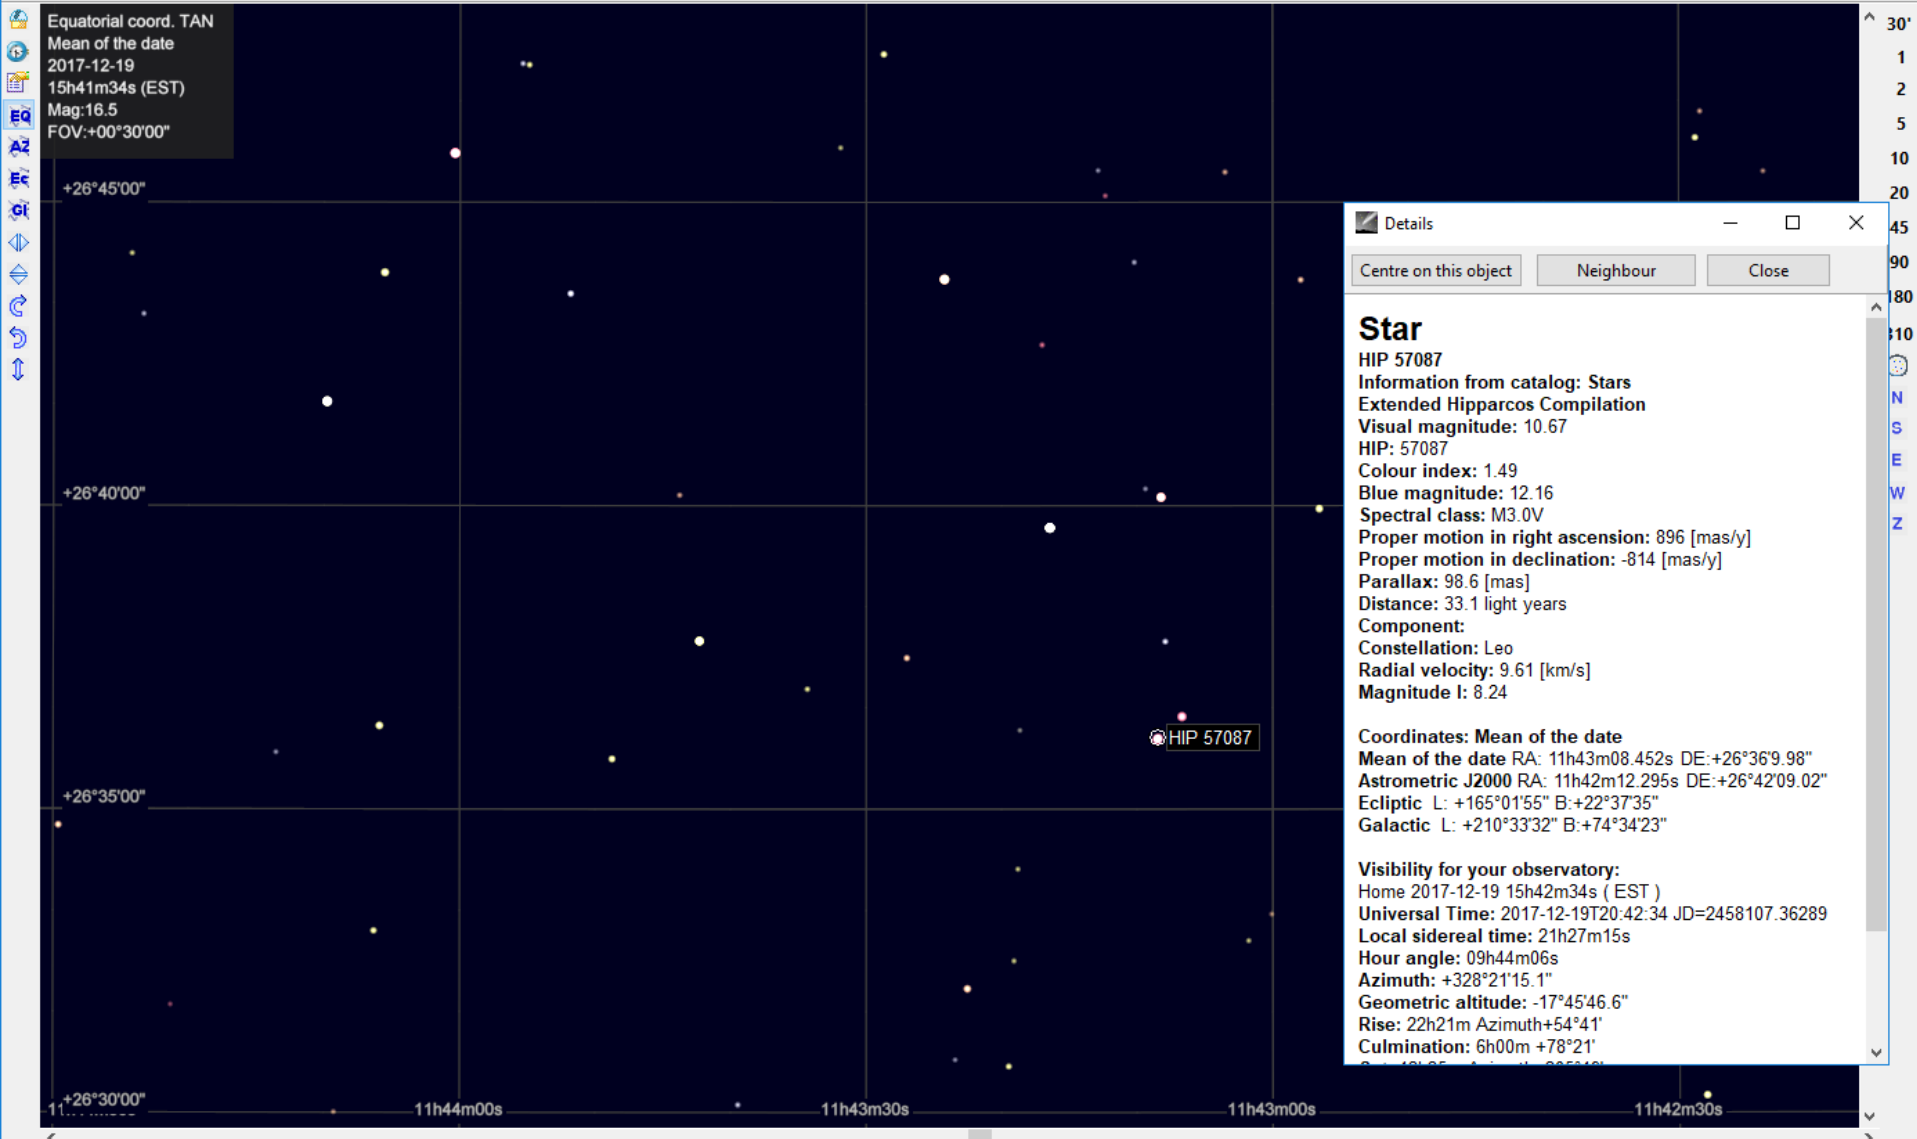 Equatorial coord. TAN
Mean of the date
2017-12-19
15h41m34s (EST)
Mag:16.5
FOV:+00°30'00"
EQ
AZ
Ec
Gl
+26°45'00"
+26°40'00"
+26°35'00"
+26°30'00"
11h44m00s
11h43m30s
11h43m00s
11h42m30s
HIP 57087
30'
1
2
5
10
20
45
90
180
310
N
S
E
W
Z
Details
Centre on this object
Neighbour
Close
Star
HIP 57087
Information from catalog: Stars
Extended Hipparcos Compilation
Visual magnitude: 10.67
HIP: 57087
Colour index: 1.49
Blue magnitude: 12.16
Spectral class: M3.0V
Proper motion in right ascension: 896 [mas/y]
Proper motion in declination: -814 [mas/y]
Parallax: 98.6 [mas]
Distance: 33.1 light years
Component:
Constellation: Leo
Radial velocity: 9.61 [km/s]
Magnitude I: 8.24
Coordinates: Mean of the date
Mean of the date RA: 11h43m08.452s DE:+26°36'9.98"
Astrometric J2000 RA: 11h42m12.295s DE:+26°42'09.02"
Ecliptic L: +165°01'55" B:+22°37'35"
Galactic L: +210°33'32" B:+74°34'23"
Visibility for your observatory:
Home 2017-12-19 15h42m34s ( EST )
Universal Time: 2017-12-19T20:42:34 JD=2458107.36289
Local sidereal time: 21h27m15s
Hour angle: 09h44m06s
Azimuth: +328°21'15.1"
Geometric altitude: -17°45'46.6"
Rise: 22h21m Azimuth+54°41'
Culmination: 6h00m +78°21'